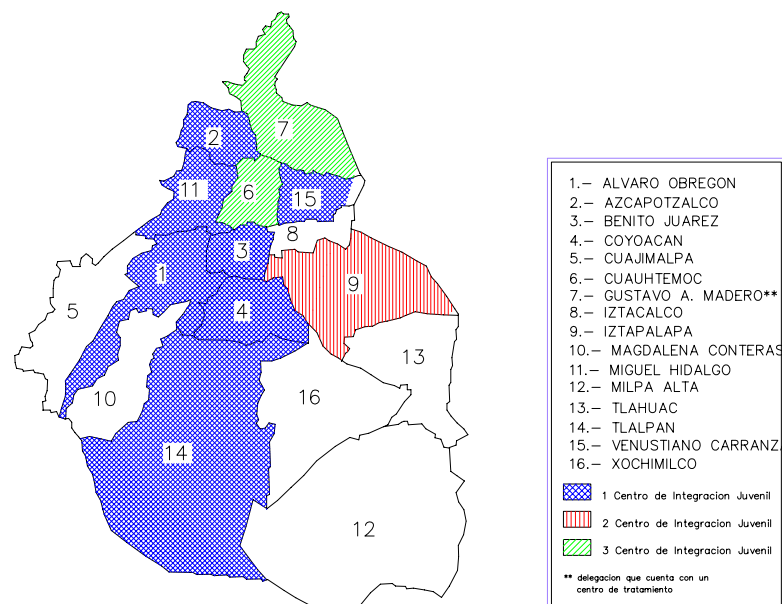 7
2
11
6
15
8
3
1
9
4
5
13
10
16
14
12
1.- ALVARO OBREGON
2.- AZCAPOTZALCO
3.- BENITO JUAREZ
4.- COYOACAN
5.- CUAJIMALPA
6.- CUAUHTEMOC
7.- GUSTAVO A. MADERO**
8.- IZTACALCO
9.- IZTAPALAPA
10.- MAGDALENA CONTERAS
11.- MIGUEL HIDALGO
12.- MILPA ALTA
13.- TLAHUAC
14.- TLALPAN
15.- VENUSTIANO CARRANZ
16.- XOCHIMILCO
1 Centro de Integracion Juvenil
2 Centro de Integracion Juvenil
3 Centro de Integracion Juvenil
** delegacion que cuenta con un
centro de tratamiento